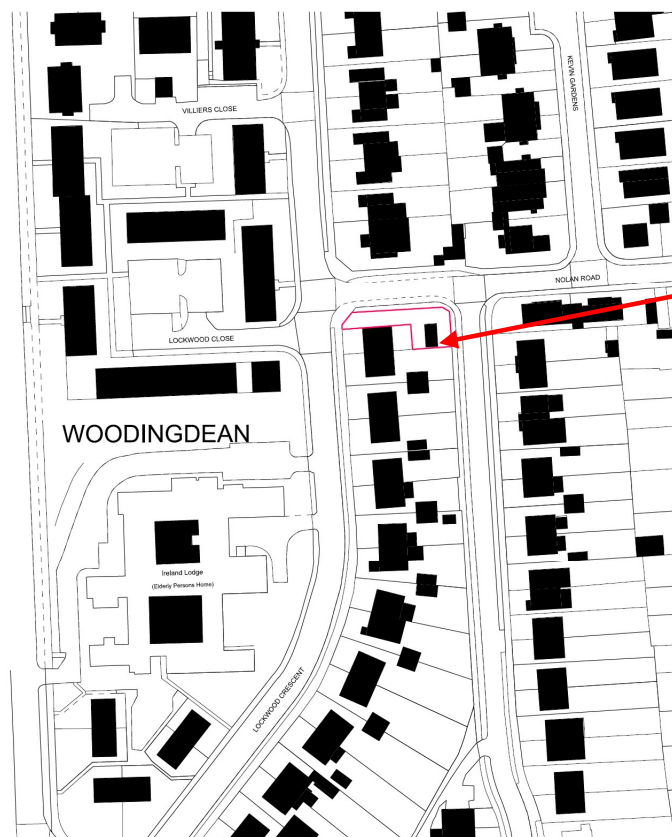 VILLIERS CLOSE
KEVIN GARDENS
NOLAN ROAD
LOCKWOOD CLOSE
WOODINGDEAN
Ireland Lodge
(Elderly Persons Home)
LOCKWOOD CRESCENT